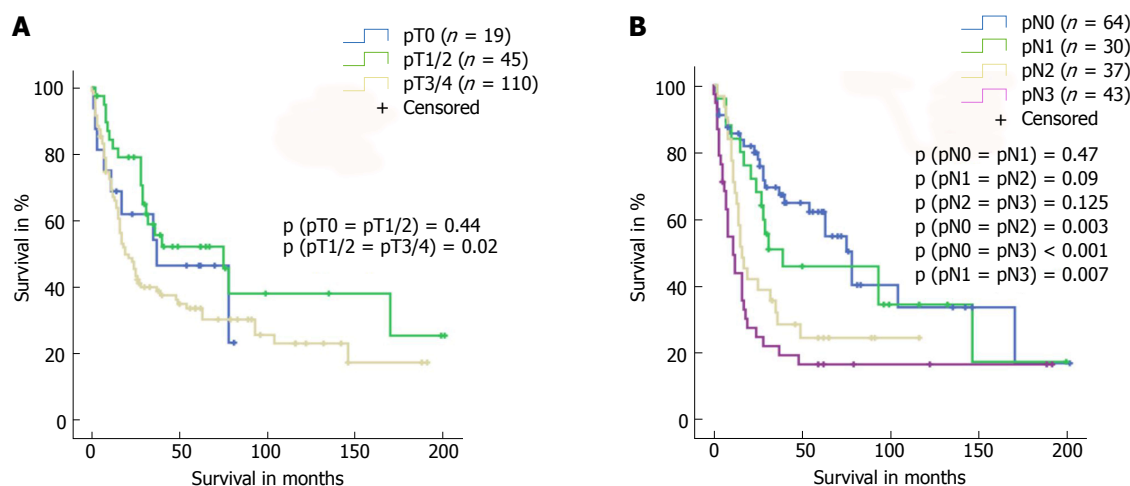 A
pT0 (n = 19)
pT1/2 (n = 45)
pT3/4 (n = 110)
+ Censored
p (pT0 = pT1/2) = 0.44
p (pT1/2 = pT3/4) = 0.02
Survival in %
100
80
60
40
20
0
0 50 100 150 200
Survival in months
B
pN0 (n = 64)
pN1 (n = 30)
pN2 (n = 37)
pN3 (n = 43)
+ Censored
p (pN0 = pN1) = 0.47
p (pN1 = pN2) = 0.09
p (pN2 = pN3) = 0.125
p (pN0 = pN2) = 0.003
p (pN0 = pN3) < 0.001
p (pN1 = pN3) = 0.007
Survival in %
100
80
60
40
20
0
0 50 100 150 200
Survival in months